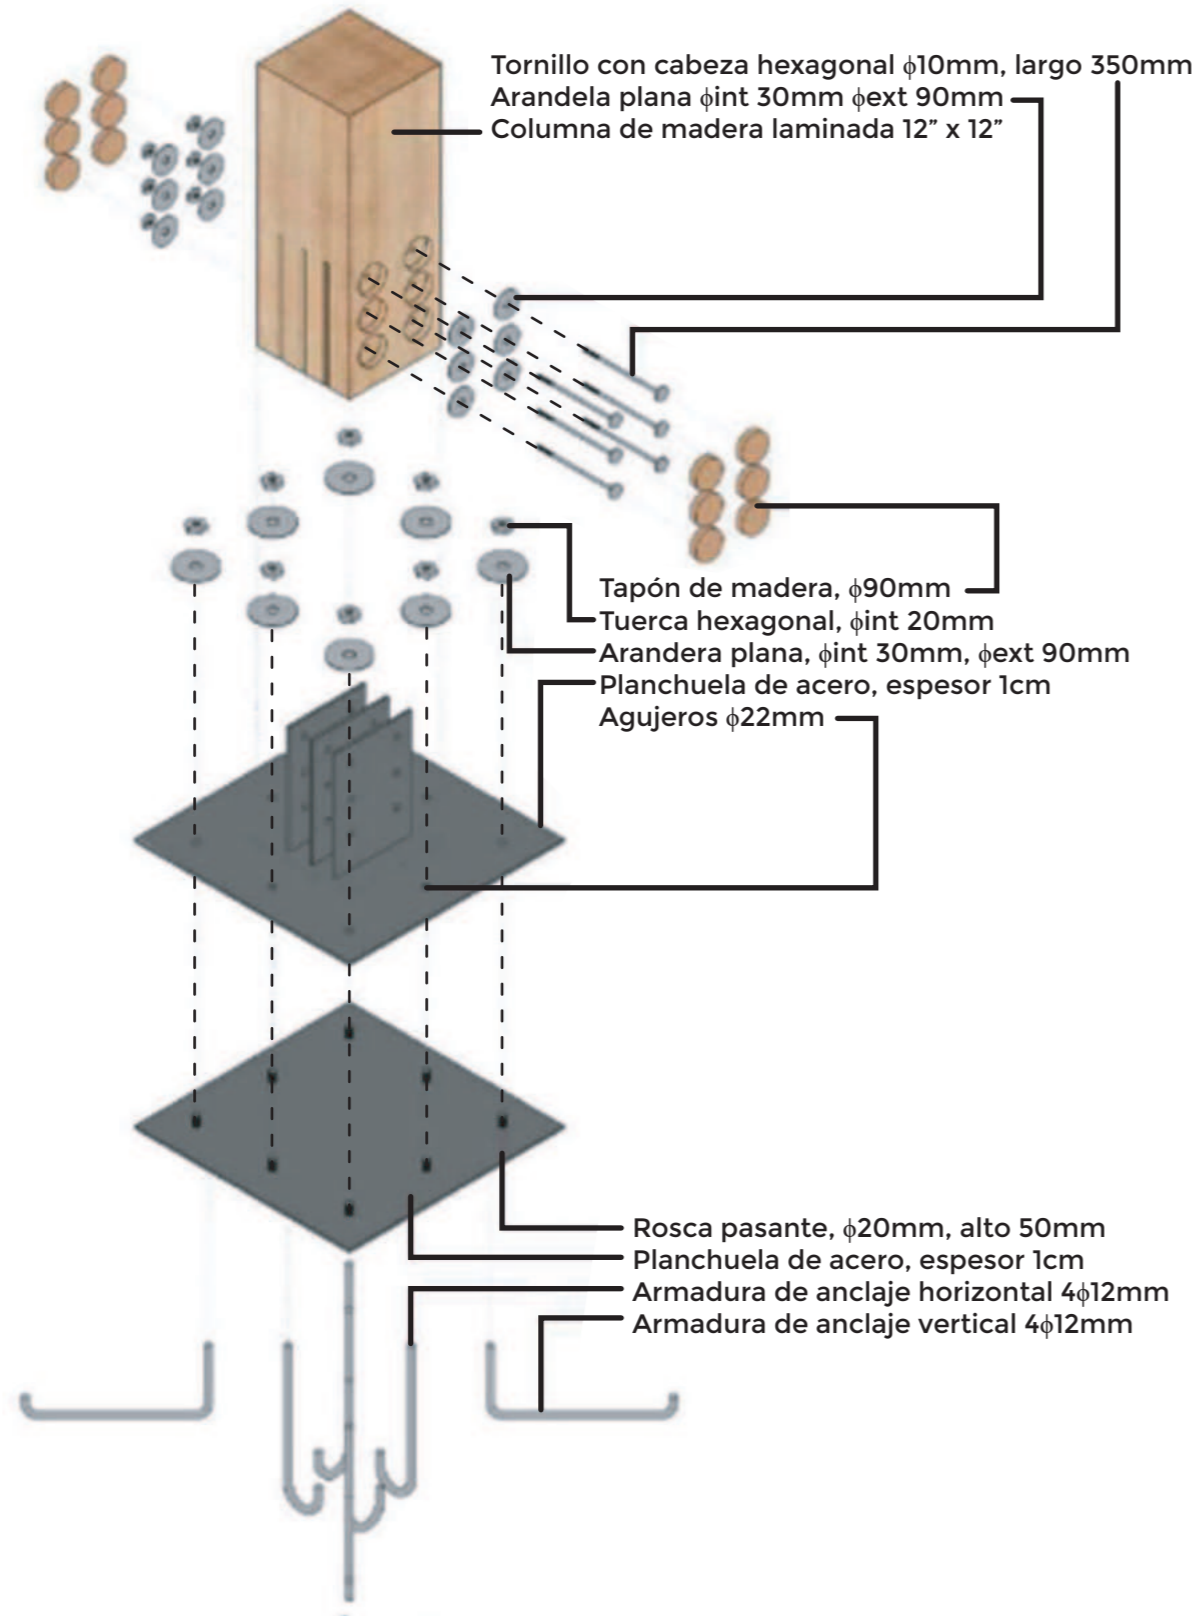 Tornillo con cabeza hexagonal ϕ10mm, largo 350mm
Arandela plana ϕint 30mm ϕext 90mm
Columna de madera laminada 12” x 12”
Tapón de madera, ϕ90mm
Tuerca hexagonal, ϕint 20mm
Arandera plana, ϕint 30mm, ϕext 90mm
Planchuela de acero, espesor 1cm
Agujeros ϕ22mm
Rosca pasante, ϕ20mm, alto 50mm
Planchuela de acero, espesor 1cm
Armadura de anclaje horizontal 4ϕ12mm
Armadura de anclaje vertical 4ϕ12mm